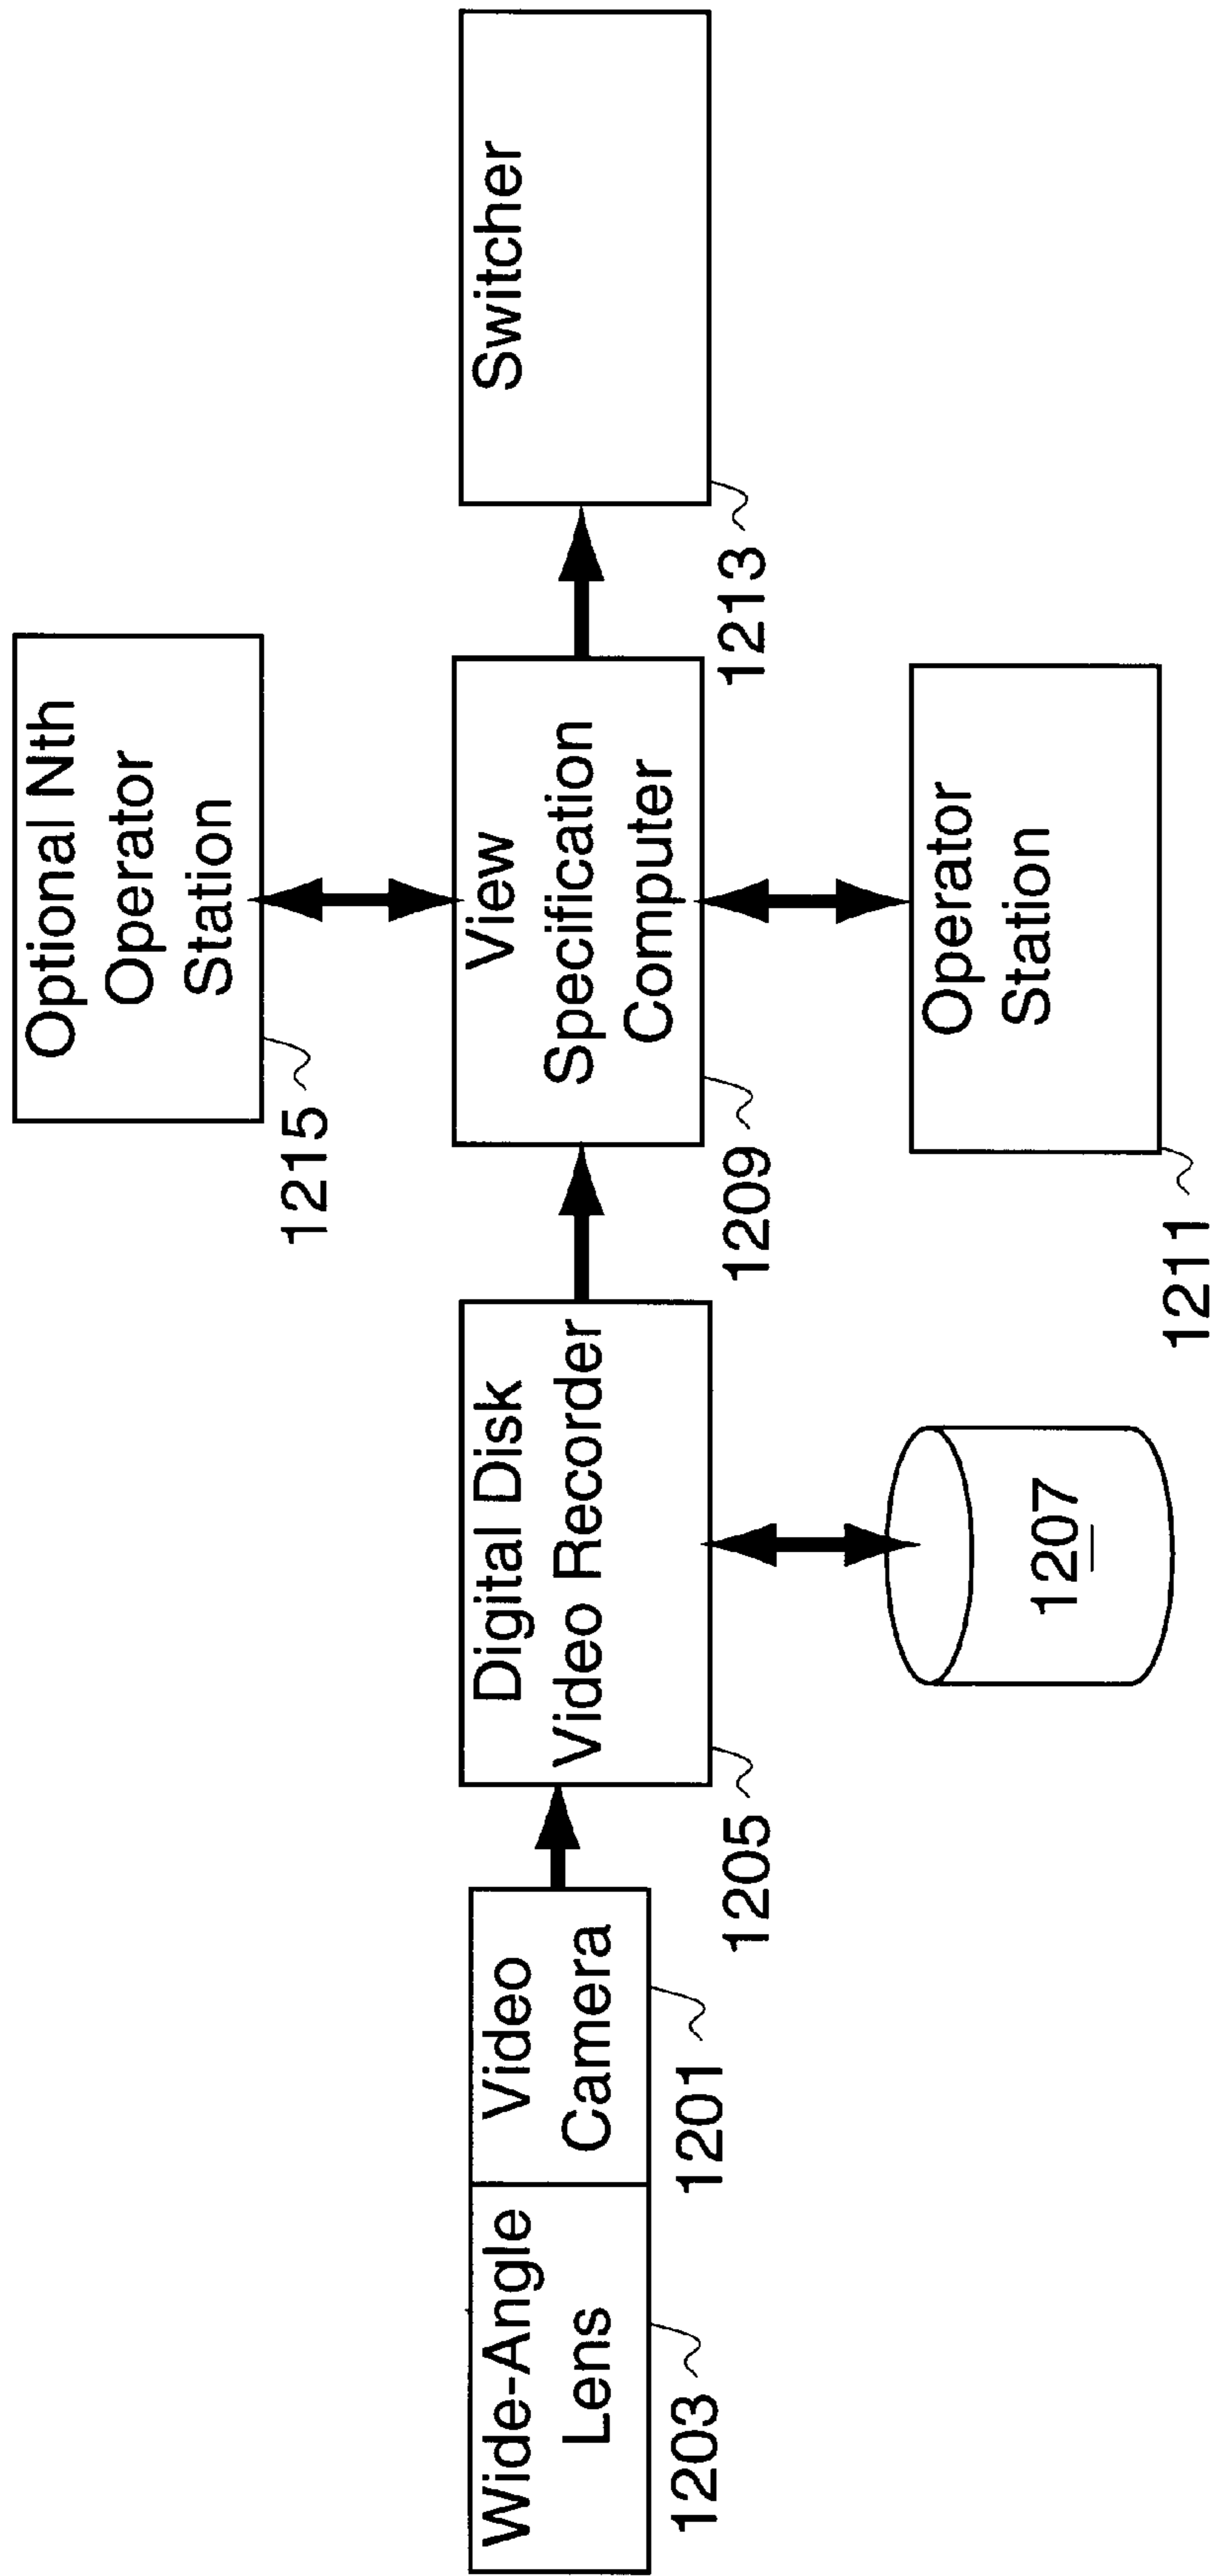 Wide-Angle
Lens
1203
Video
Camera
1201
Digital Disk
Video Recorder
1205
1207
View
Specification
Computer
1209
Optional Nth
Operator
Station
1215
Operator
Station
1211
Switcher
1213